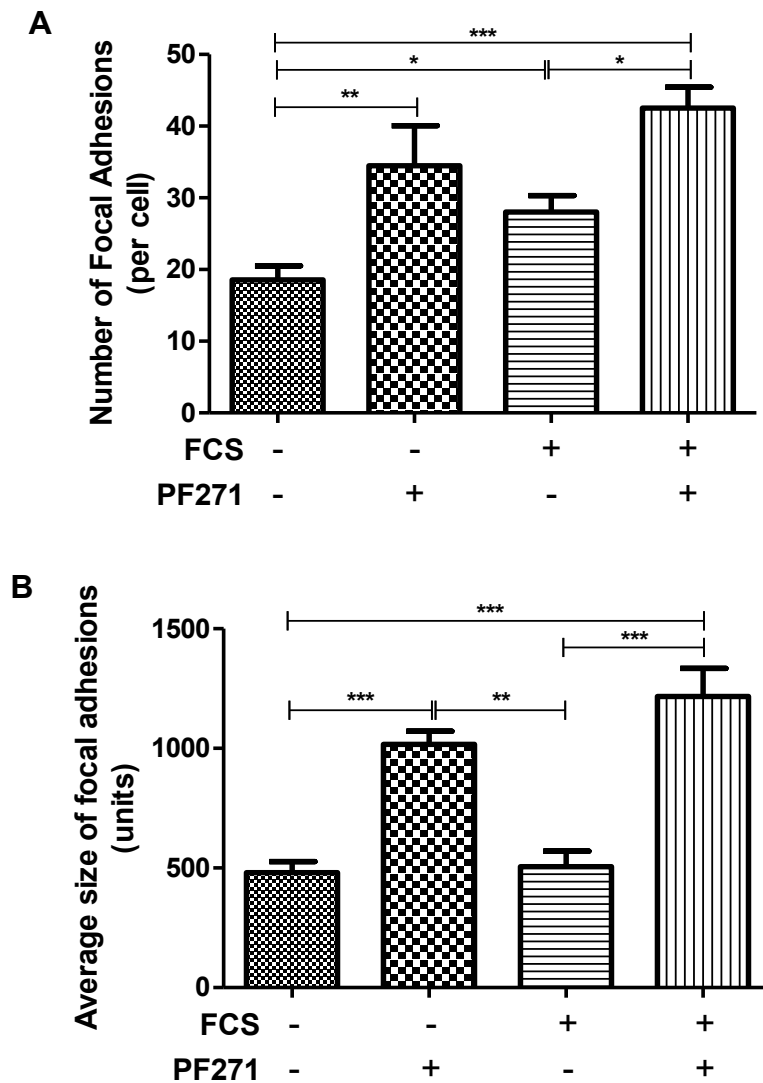 A
Number of Focal Adhesions
(per cell)
50
40
30
20
10
0
***
*
*
**
FCS - - + +
PF271 - + - +
B
Average size of focal adhesions
(units)
1500
1000
500
0
***
***
***
**
FCS - - + +
PF271 - + - +